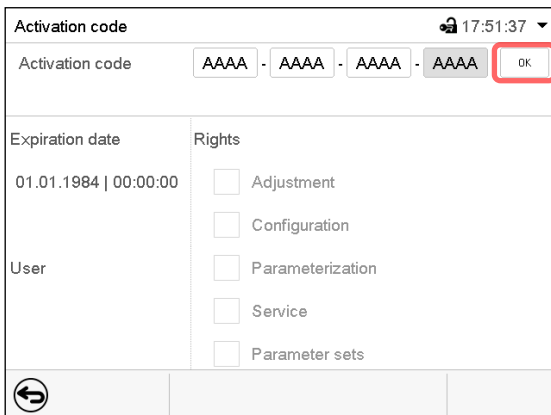 Activation code 17:51:37
Activation code AAAA - AAAA - AAAA - AAAA OK
Expiration date Rights
01.01.1984 | 00:00:00 Adjustment
Configuration
User Parameterization
Service
Parameter sets